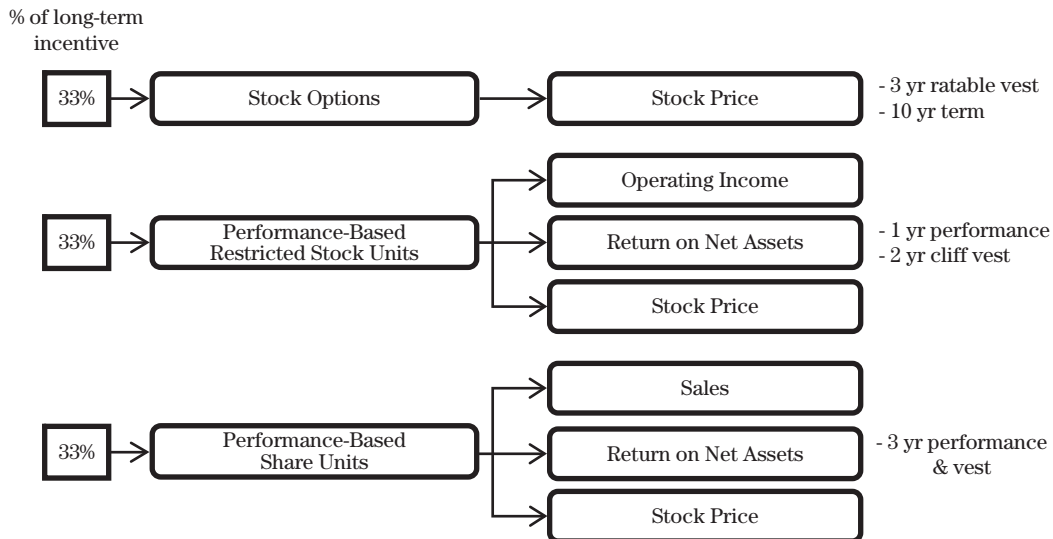 % of long-term
incentive
33%
Stock Options
Stock Price
- 3 yr ratable vest
- 10 yr term
33%
Performance-Based
Restricted Stock Units
Operating Income
Return on Net Assets
Stock Price
- 1 yr performance
- 2 yr cliff vest
33%
Performance-Based
Share Units
Sales
Return on Net Assets
Stock Price
- 3 yr performance
& vest